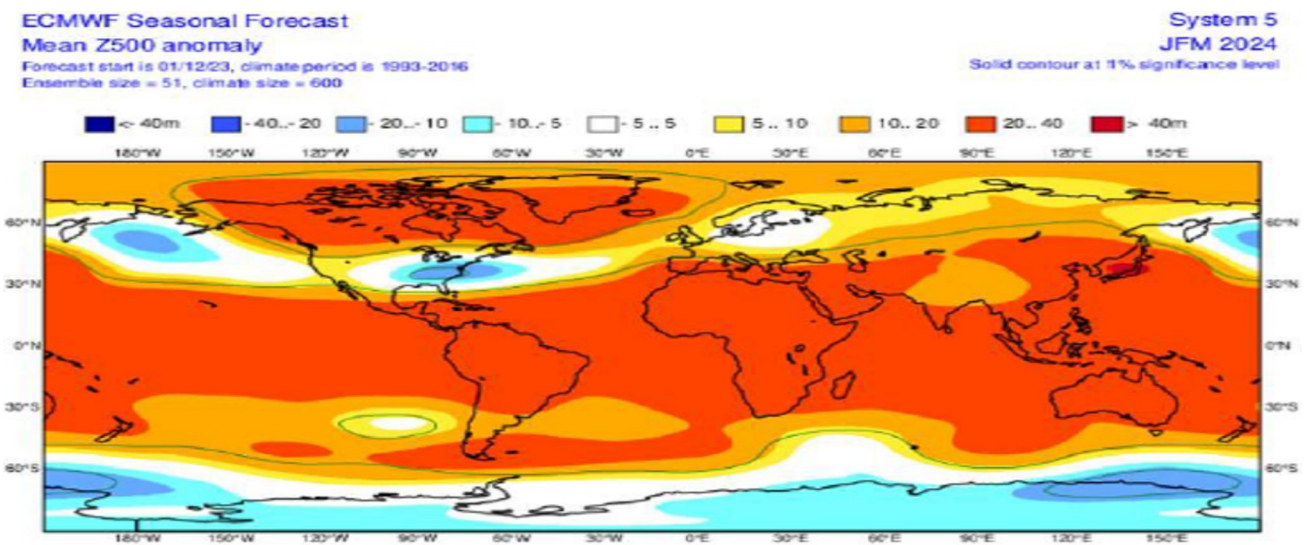 ECMWF Seasonal Forecast
System 5
Mean Z500 anomaly
JFM 2024
Forecast start is 01/12/23, climate period is 1993-2016
Solid contour at 1% significance level
Ensemble size = 51, climate size = 600
<- 40m
- 40..- 20
- 20..- 10
- 10..- 5
- 5 .. 5
5 .. 10
10 .. 20
20 .. 40
> 40m
180°W 150°W 120°W 90°W 60°W 30°W 0°E 30°E 60°E 90°E 120°E 150°E
60°N 60°N
30°N 30°N
0°N 0°N
30°S 30°S
60°S 60°S
180°W 150°W 120°W 90°W 60°W 30°W 0°E 30°E 60°E 90°E 120°E 150°E